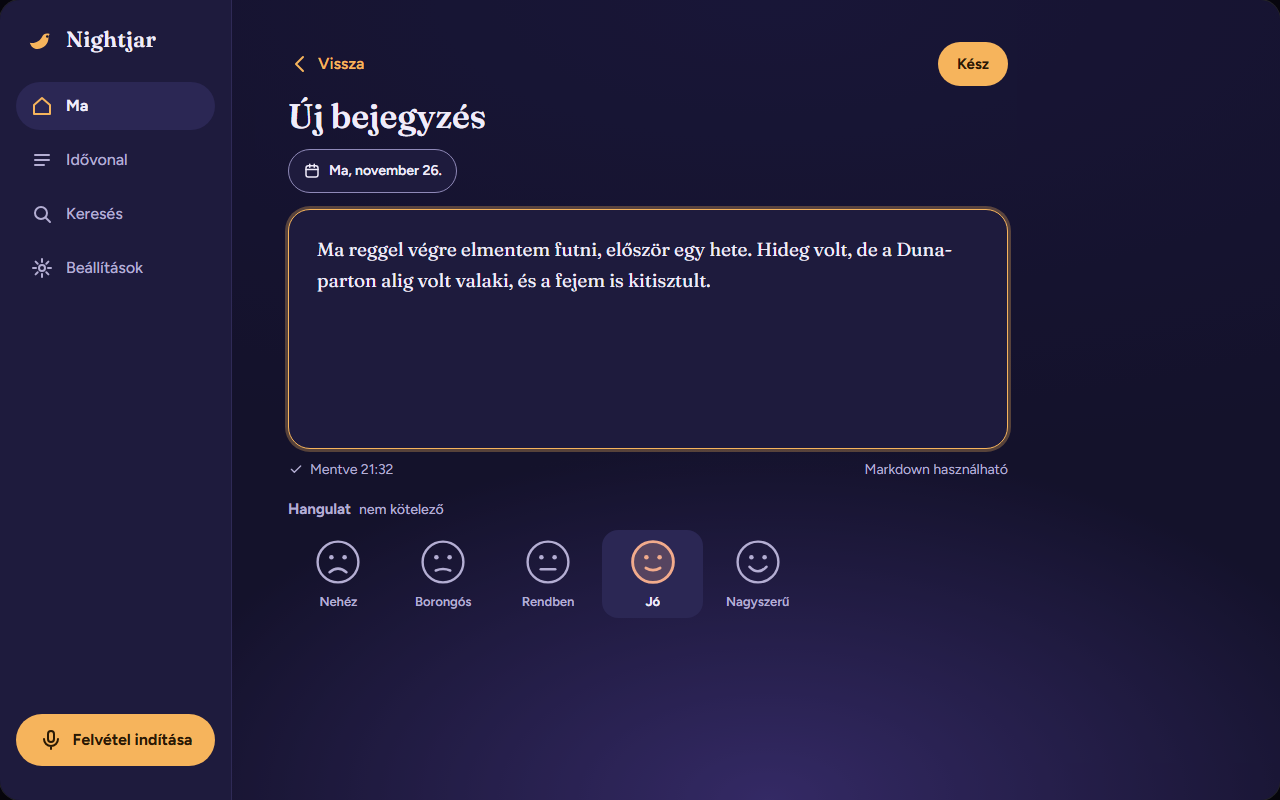 Nightjar
Ma
Idővonal
Keresés
Beállítások
Felvétel indítása
Vissza
Kész
Új bejegyzés
Ma, november 26.
Ma reggel végre elmentem futni, először egy hete. Hideg volt, de a Duna-
parton alig volt valaki, és a fejem is kitisztult.
Mentve 21:32
Markdown használható
Hangulat nem kötelező
Nehéz
Borongós
Rendben
Jó
Nagyszerű